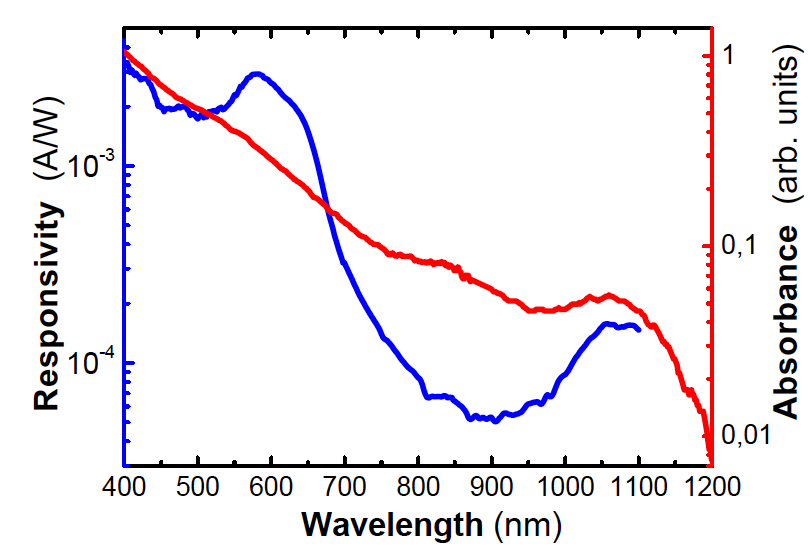 Responsivity (A/W)
10-3
10-4
1
0,1
0,01
Absorbance (arb. units)
400 500 600 700 800 900 1000 1100 1200
Wavelength (nm)